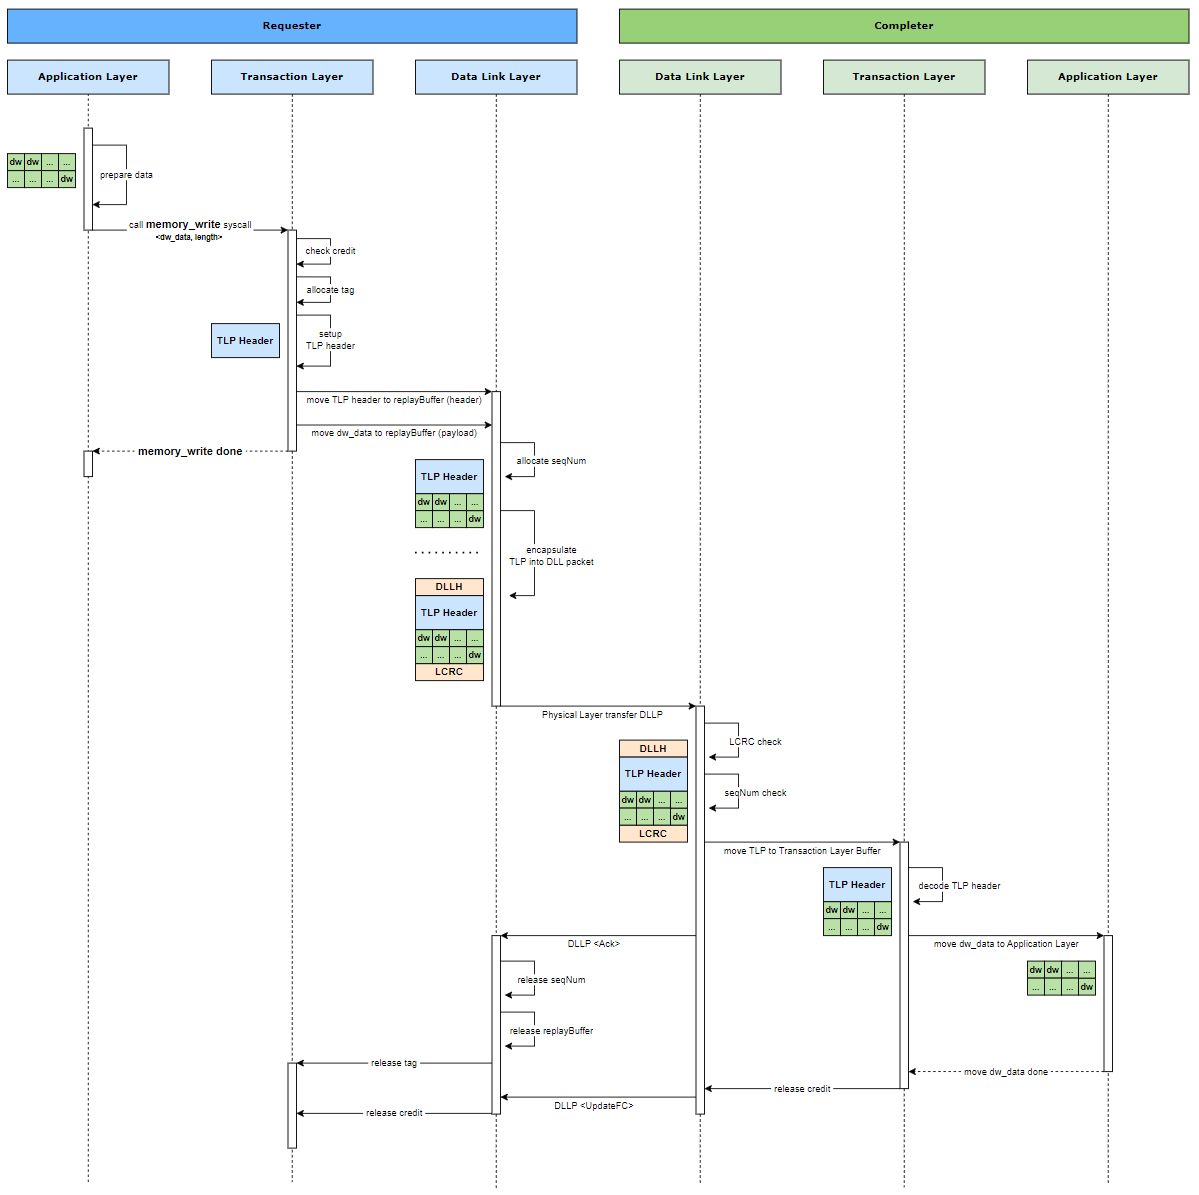 Requester
Completer
Application Layer
Transaction Layer
Data Link Layer
Data Link Layer
Transaction Layer
Application Layer
dw dw ... ...
... ... ... dw
prepare data
call memory_write syscall
<dw_data, length>
check credit
allocate tag
setup
TLP header
TLP Header
move TLP header to replayBuffer (header)
move dw_data to replayBuffer (payload)
memory_write done
allocate seqNum
TLP Header
dw dw ... ...
... ... ... dw
encapsulate
TLP into DLL packet
DLLH
TLP Header
dw dw ... ...
... ... ... dw
LCRC
Physical Layer transfer DLLP
LCRC check
DLLH
TLP Header
dw dw ... ...
... ... ... dw
LCRC
seqNum check
move TLP to Transaction Layer Buffer
TLP Header
dw dw ... ...
... ... ... dw
decode TLP header
DLLP <Ack>
move dw_data to Application Layer
dw dw ... ...
... ... ... dw
release seqNum
release replayBuffer
release tag
move dw_data done
release credit
DLLP <UpdateFC>
release credit